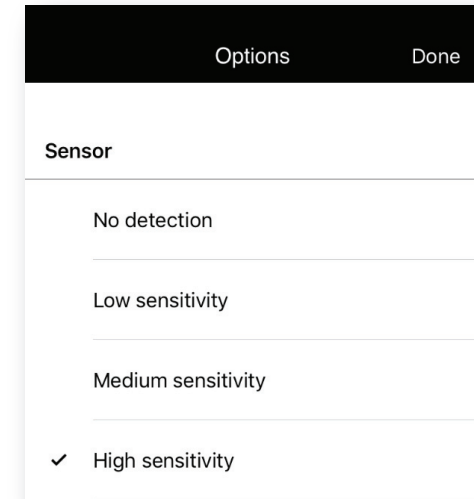 Options Done
Sensor
No detection
Low sensitivity
Medium sensitivity
High sensitivity